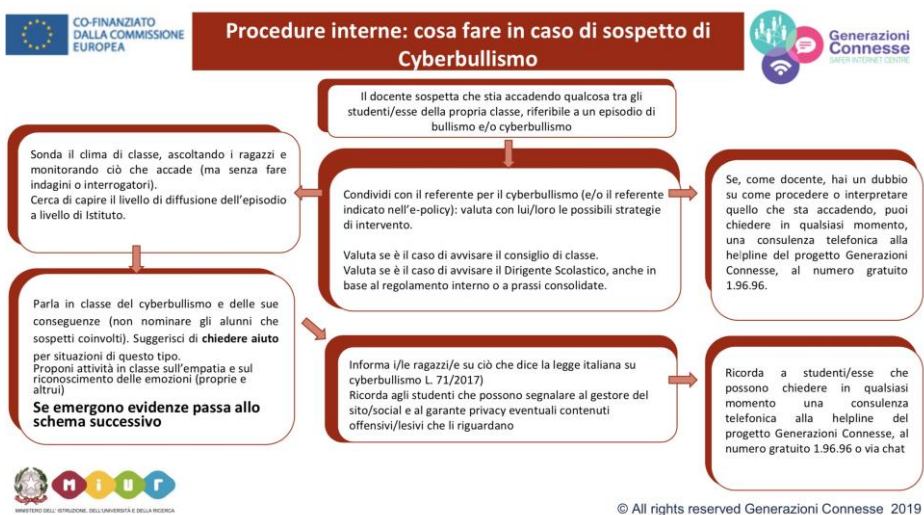 CO-FINANZIATO
DALLA COMMISSIONE
EUROPEA
Procedure interne: cosa fare in caso di sospetto di
Cyberbullismo
Generazioni
Connesse
SAFER INTERNET CENTRE
Il docente sospetta che stia accadendo qualcosa tra gli
studenti/esse della propria classe, riferibile a un episodio di
bullismo e/o cyberbullismo
Sonda il clima di classe, ascoltando i ragazzi e
monitorando ciò che accade (ma senza fare
indagini o interrogatori).
Cerca di capire il livello di diffusione dell'episodio
a livello di Istituto.
Condividi con il referente per il cyberbullismo (e/o il referente
indicato nell'e-policy): valuta con lui/loro le possibili strategie
di intervento.
Valuta se è il caso di avvisare il consiglio di classe.
Valuta se è il caso di avvisare il Dirigente Scolastico, anche in
base al regolamento interno o a prassi consolidate.
Se, come docente, hai un dubbio
su come procedere o interpretare
quello che sta accadendo, puoi
chiedere in qualsiasi momento,
una consulenza telefonica alla
helpline del progetto Generazioni
Connesse, al numero gratuito
1.96.96.
Parla in classe del cyberbullismo e delle sue
conseguenze (non nominare gli alunni che
sospetti coinvolti). Suggerisci di chiedere aiuto
per situazioni di questo tipo.
Proponi attività in classe sull'empatia e sul
riconoscimento delle emozioni (proprie e
altrui)
Se emergono evidenze passa allo
schema successivo
Informa i/le ragazzi/e su ciò che dice la legge italiana su
cyberbullismo L. 71/2017)
Ricorda agli studenti che possono segnalare al gestore del
sito/social e al garante privacy eventuali contenuti
offensivi/lesivi che li riguardano
Ricorda a studenti/esse che
possono chiedere in qualsiasi
momento una consulenza
telefonica alla helpline del
progetto Generazioni Connesse, al
numero gratuito 1.96.96 o via chat
MiUR
MINISTERO DELL'ISTRUZIONE, DELL'UNIVERSITÀ E DELLA RICERCA
© All rights reserved Generazioni Connesse 2019